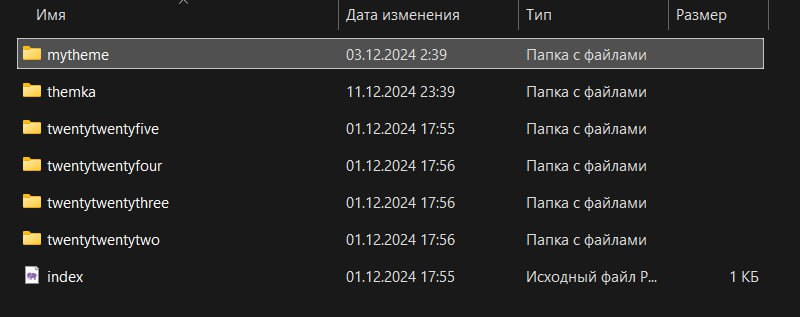 Имя Дата изменения Тип Размер
mytheme 03.12.2024 2:39 Папка с файлами
themka 11.12.2024 23:39 Папка с файлами
twentytwentyfive 01.12.2024 17:55 Папка с файлами
twentytwentyfour 01.12.2024 17:56 Папка с файлами
twentytwentythree 01.12.2024 17:56 Папка с файлами
twentytwentytwo 01.12.2024 17:56 Папка с файлами
index 01.12.2024 17:55 Исходный файл P... 1 КБ